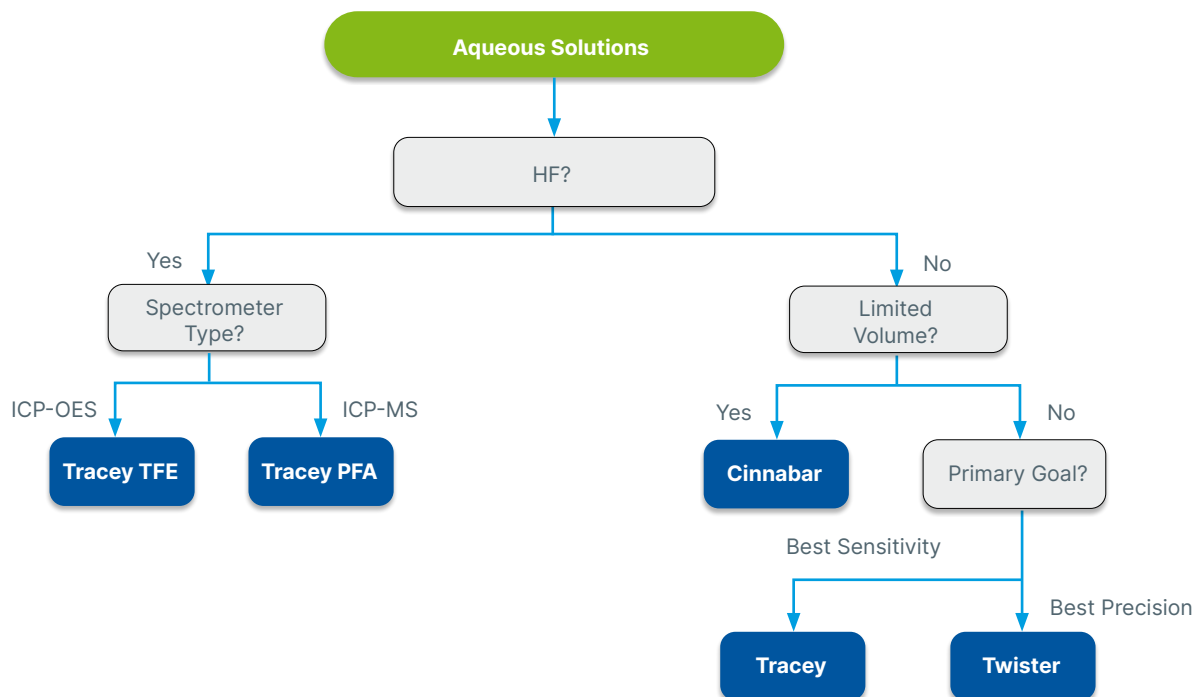 Aqueous Solutions
HF?
Yes
No
Spectrometer
Type?
Limited
Volume?
ICP-OES
ICP-MS
Yes
No
Tracey TFE
Tracey PFA
Cinnabar
Primary Goal?
Best Sensitivity
Best Precision
Tracey
Twister